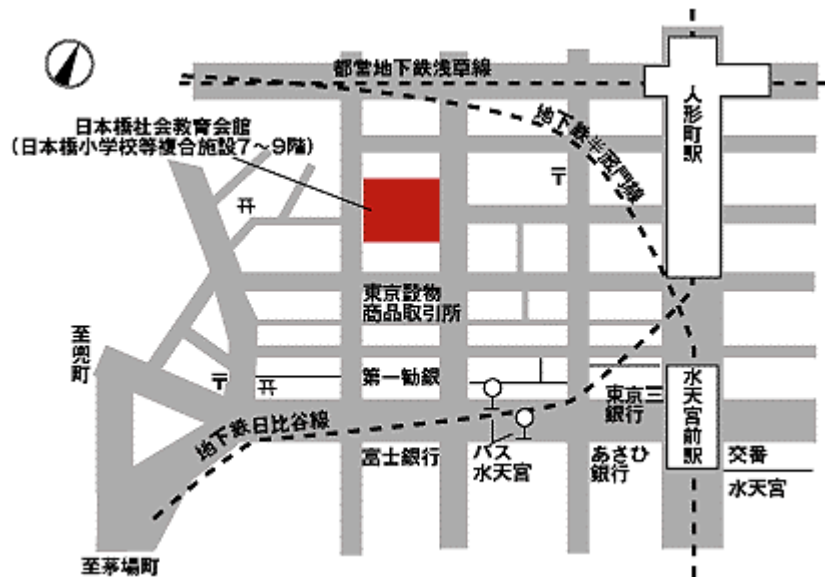 都営地下鉄浅草線
人形町駅
日本橋社会教育会館
(日本橋小学校等複合施設7～9階)
地下鉄半蔵門線
〒
東京穀物
商品取引所
至兜町
〒
第一勧銀
東京三
銀行
水天宮前駅
地下鉄日比谷線
富士銀行
バス
水天宮
あさひ
銀行
交番
水天宮
至茅場町